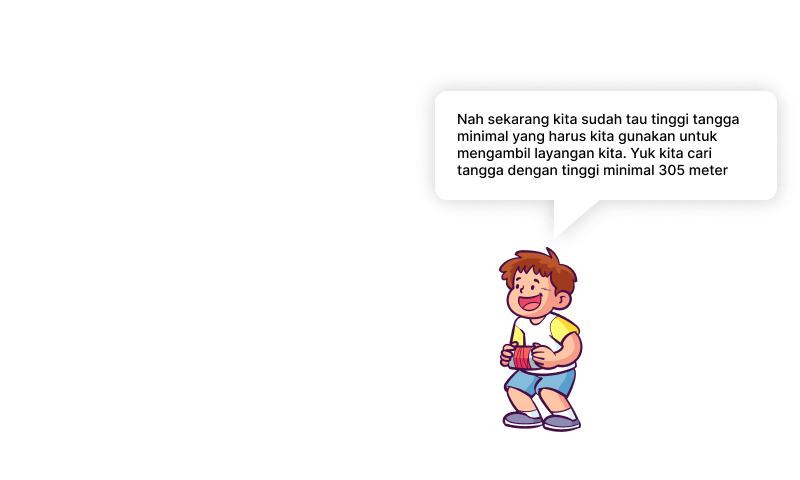 Nah sekarang kita sudah tau tinggi tangga
minimal yang harus kita gunakan untuk
mengambil layangan kita. Yuk kita cari
tangga dengan tinggi minimal 305 meter